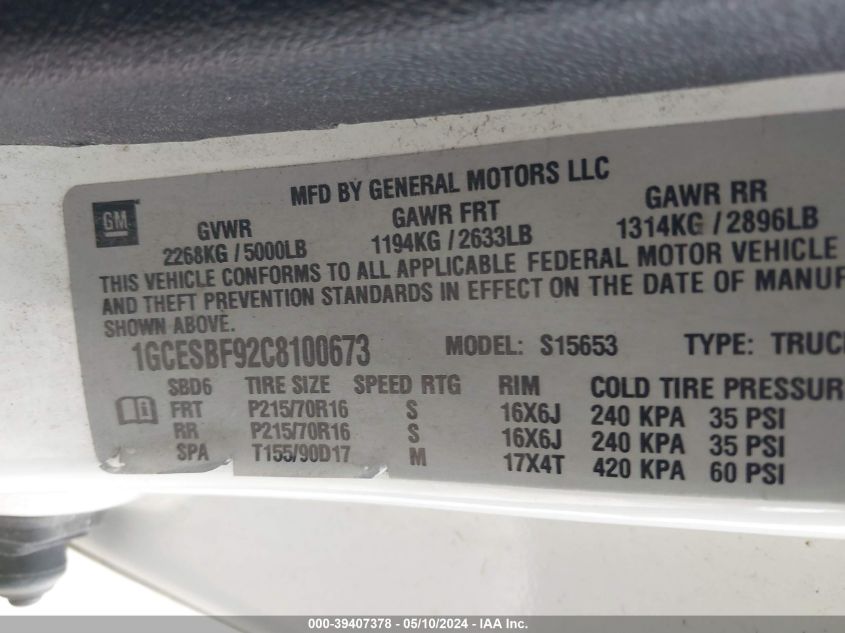 MFD BY GENERAL MOTORS LLC
GM GVWR GAWR FRT GAWR RR
2268KG / 5000LB 1194KG / 2633LB 1314KG / 2896LB
THIS VEHICLE CONFORMS TO ALL APPLICABLE FEDERAL MOTOR VEHICLE
AND THEFT PREVENTION STANDARDS IN EFFECT ON THE DATE OF MANUF
SHOWN ABOVE.
1GCESBF92C8100673 MODEL: S15653 TYPE: TRUC
SBD6 TIRE SIZE SPEED RTG RIM COLD TIRE PRESSUR
FRT P215/70R16 S 16X6J 240 KPA 35 PSI
RR P215/70R16 S 16X6J 240 KPA 35 PSI
SPA T155/90D17 M 17X4T 420 KPA 60 PSI
000-39407378 - 05/10/2024 - IAA Inc.